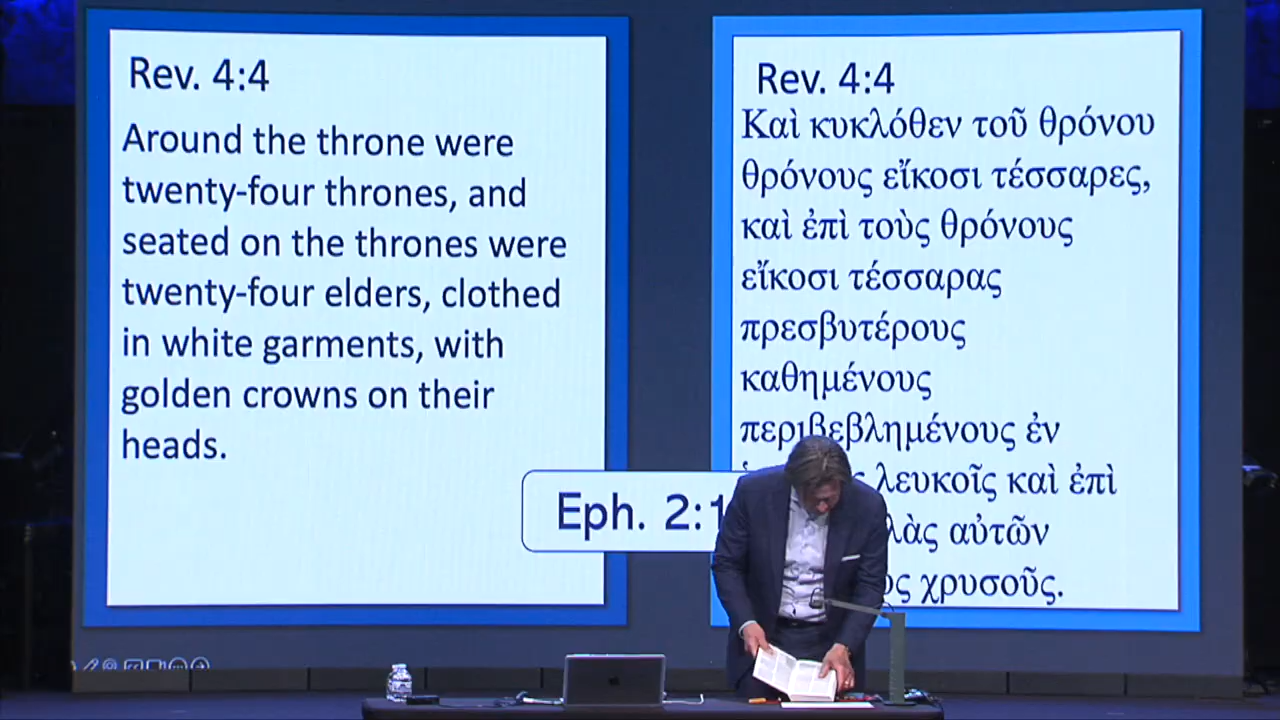 Rev. 4:4
Around the throne were
twenty-four thrones, and
seated on the thrones were
twenty-four elders, clothed
in white garments, with
golden crowns on their
heads.
Eph. 2:1
Rev. 4:4
Καὶ κυκλόθεν τοῦ θρόνου
θρόνους εἴκοσι τέσσαρες,
καὶ ἐπὶ τοὺς θρόνους
εἴκοσι τέσσαρας
πρεσβυτέρους
καθημένους
περιβεβλημένους ἐν
λευκοῖς καὶ ἐπὶ
αὐτῶν
χρυσοῦς.